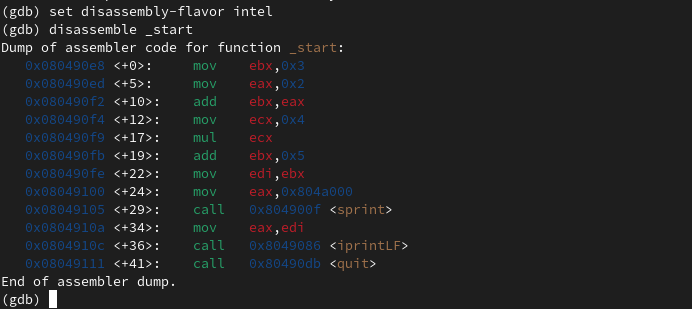 (gdb) set disassembly-flavor intel
(gdb) disassemble _start
Dump of assembler code for function _start:
   0x080490e8 <+0>:     mov    ebx,0x3
   0x080490ed <+5>:     mov    eax,0x2
   0x080490f2 <+10>:    add    ebx,eax
   0x080490f4 <+12>:    mov    ecx,0x4
   0x080490f9 <+17>:    mul    ecx
   0x080490fb <+19>:    add    ebx,0x5
   0x080490fe <+22>:    mov    edi,ebx
   0x08049100 <+24>:    mov    eax,0x804a000
   0x08049105 <+29>:    call   0x804900f <sprint>
   0x0804910a <+34>:    mov    eax,edi
   0x0804910c <+36>:    call   0x8049086 <iprintLF>
   0x08049111 <+41>:    call   0x80490db <quit>
End of assembler dump.
(gdb)